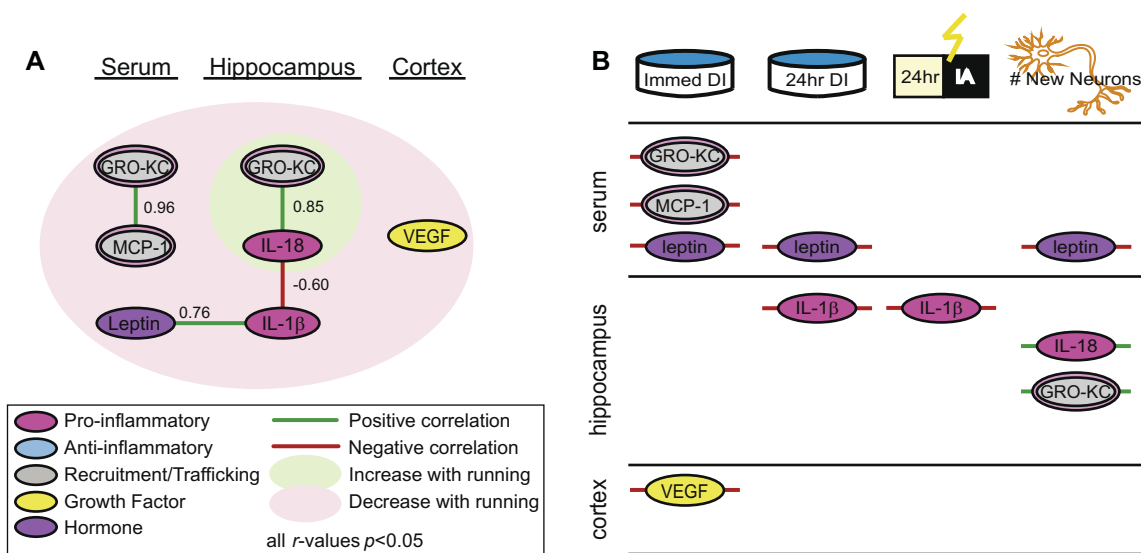 A
Serum Hippocampus Cortex
GRO-KC GRO-KC
0.96 0.85
MCP-1 IL-18 VEGF
-0.60
Leptin 0.76 IL-1β
Pro-inflammatory
Anti-inflammatory
Recruitment/Trafficking
Growth Factor
Hormone
Positive correlation
Negative correlation
Increase with running
Decrease with running
all r-values p<0.05
B
Immed DI 24hr DI 24hr IA # New Neurons
serum
GRO-KC
MCP-1
leptin leptin leptin
hippocampus
IL-1β IL-1β
IL-18
GRO-KC
cortex
VEGF